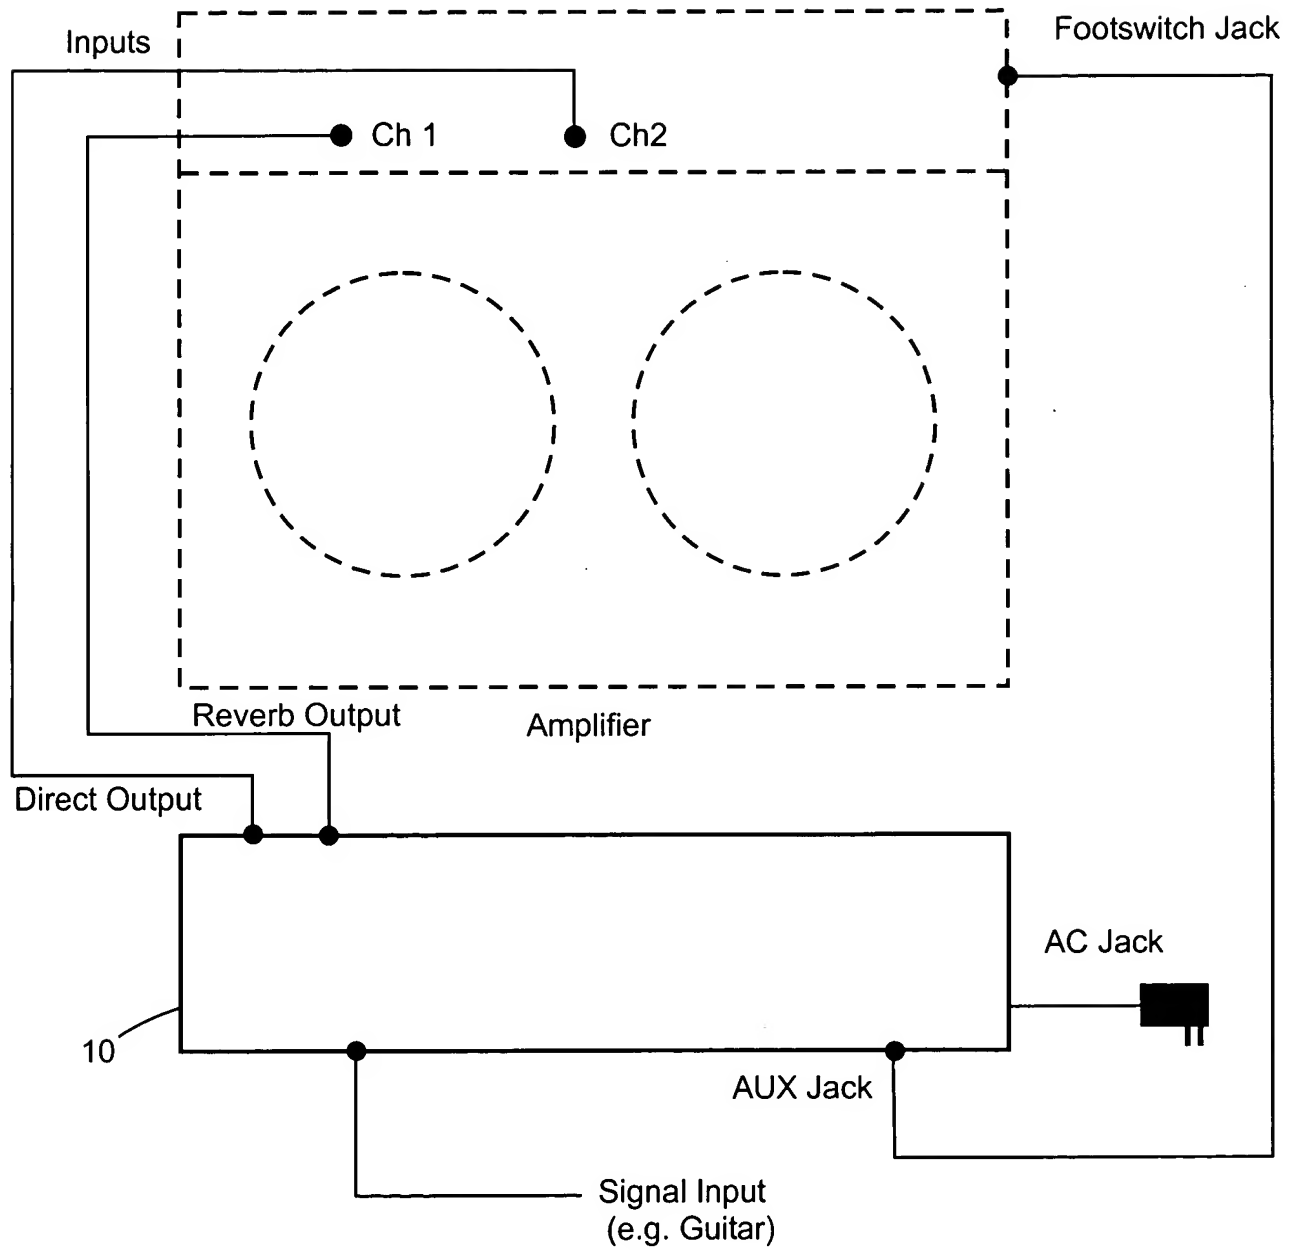 Inputs
Footswitch Jack
Ch 1
Ch2
Reverb Output
Amplifier
Direct Output
AC Jack
10
AUX Jack
Signal Input
(e.g. Guitar)